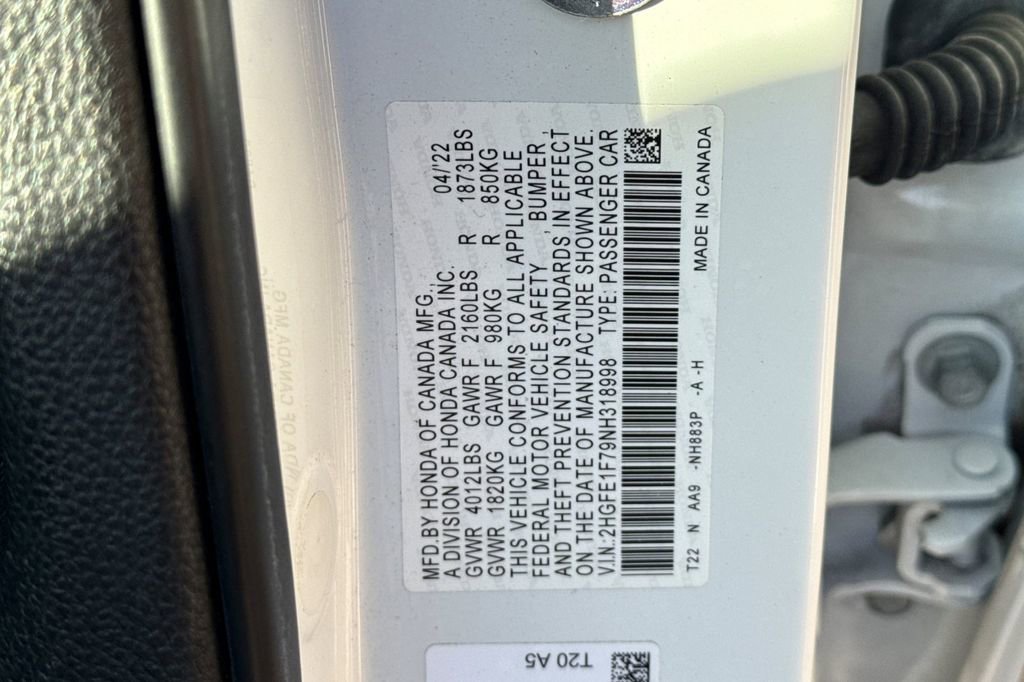 MFD.BY HONDA OF CANADA MFG., 04/22
A DIVISION OF HONDA CANADA INC.
GVWR 4012LBS GAWR F 2160LBS R 1873LBS
GVWR 1820KG GAWR F 980KG R 850KG
THIS VEHICLE CONFORMS TO ALL APPLICABLE
FEDERAL MOTOR VEHICLE SAFETY, BUMPER,
AND THEFT PREVENTION STANDARDS IN EFFECT
ON THE DATE OF MANUFACTURE SHOWN ABOVE.
V.I.N.:2HGFE1F79NH318998 TYPE: PASSENGER CAR
T22 N AA9 -NH883P -A -H MADE IN CANADA
T20 A5